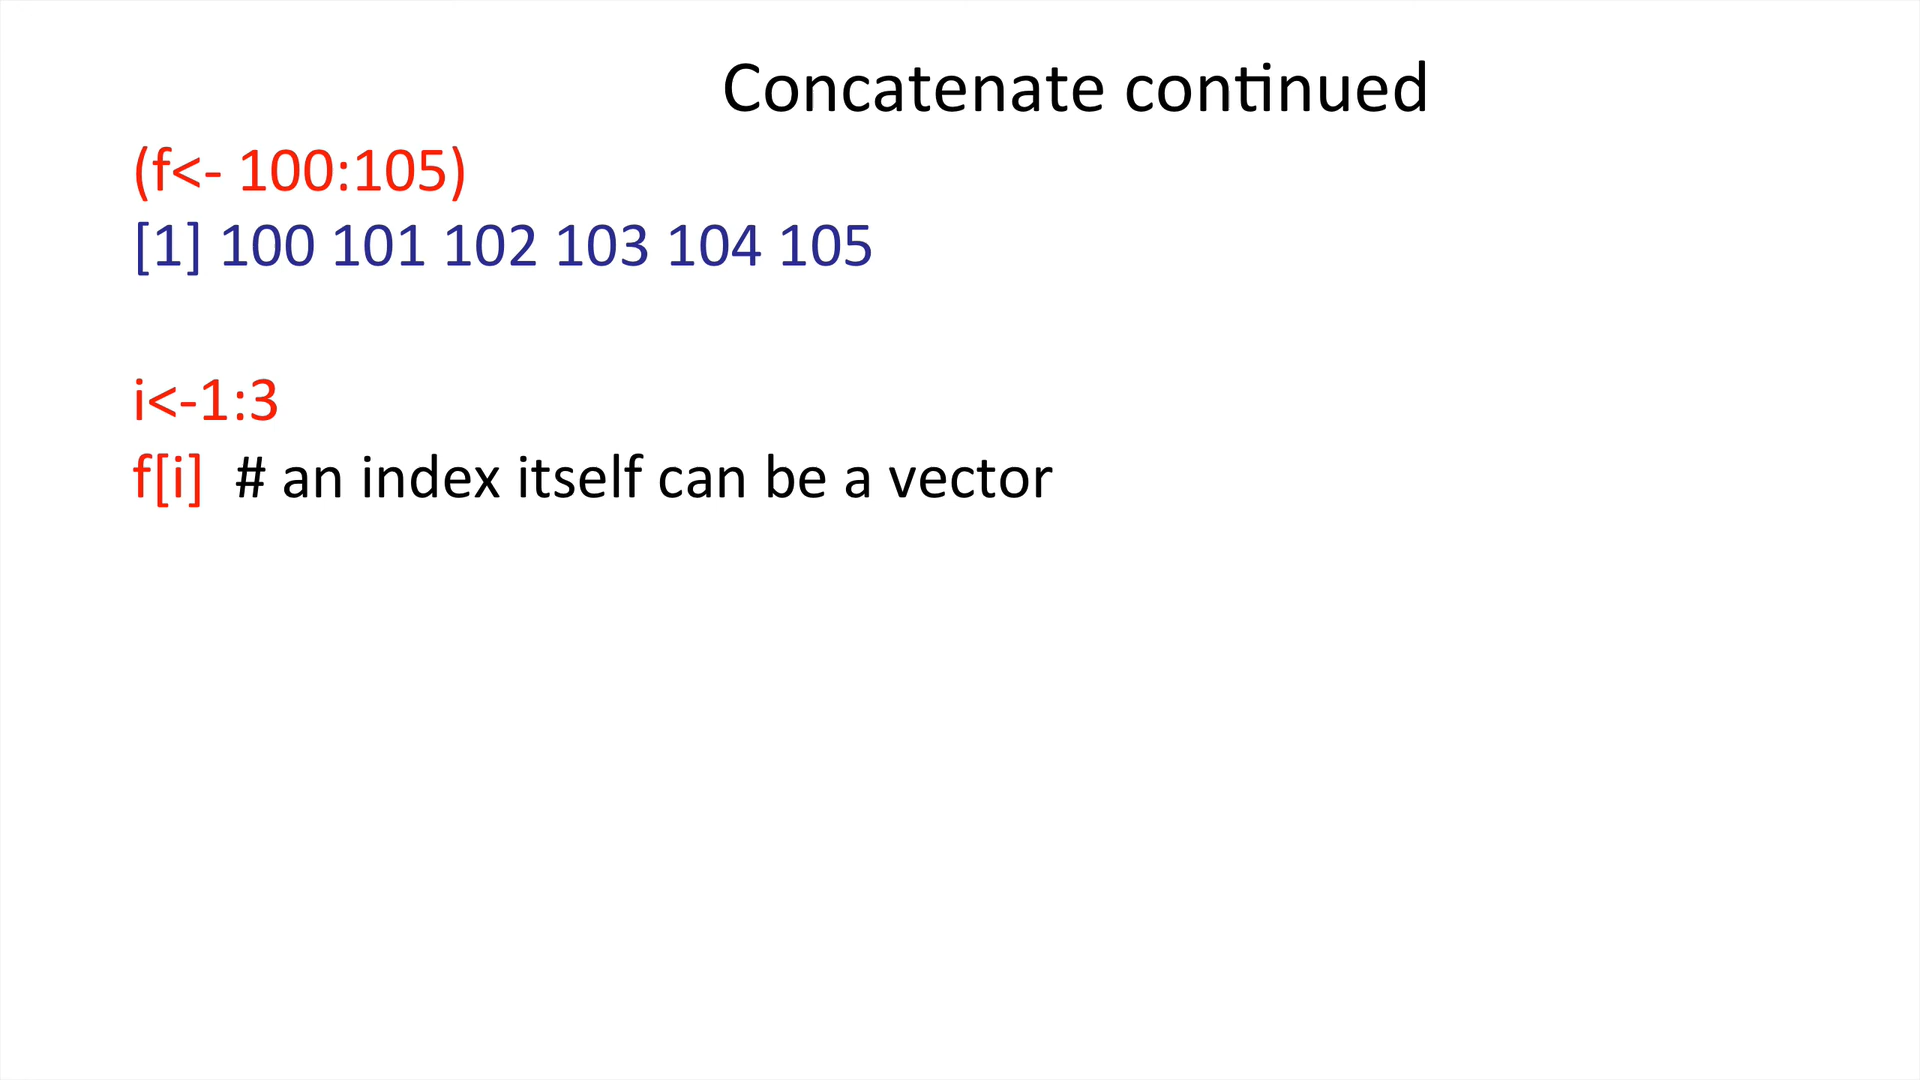 Concatenate continued
(f<- 100:105)
[1] 100 101 102 103 104 105
i<-1:3
f[i] # an index itself can be a vector